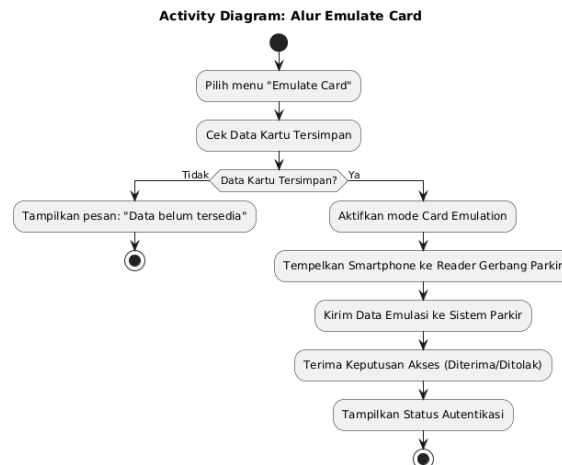 Activity Diagram: Alur Emulate Card
Pilih menu "Emulate Card"
Cek Data Kartu Tersimpan
Tidak
Data Kartu Tersimpan?
Ya
Tampilkan pesan: "Data belum tersedia"
Aktifkan mode Card Emulation
Tempelkan Smartphone ke Reader Gerbang Parkir
Kirim Data Emulasi ke Sistem Parkir
Terima Keputusan Akses (Diterima/Ditolak)
Tampilkan Status Autentikasi